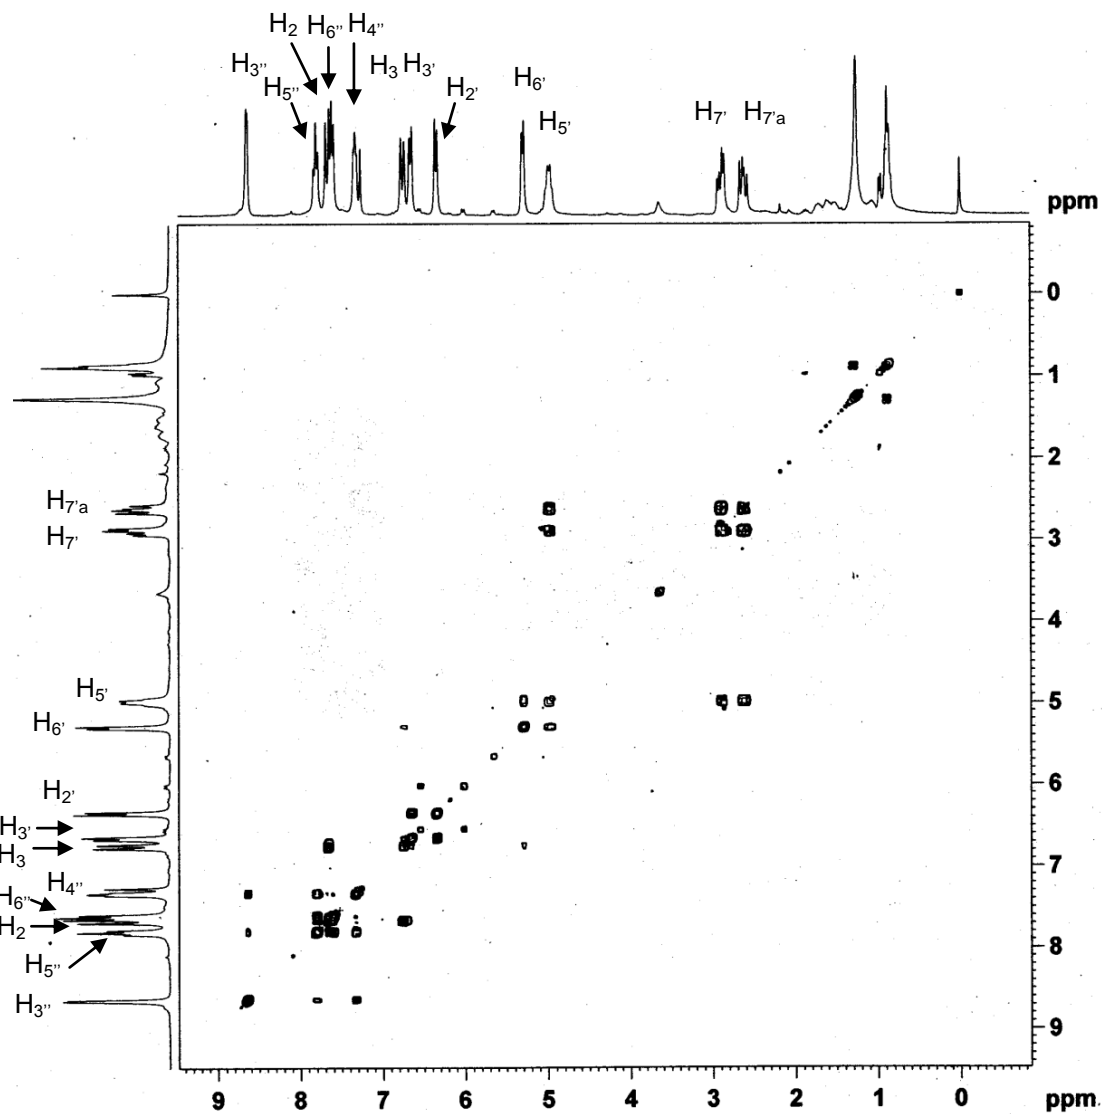 H₂ H₆'' H₄''
H₃'' H₃ H₃' H₆'
H₅'' H₂'
H₅' H₇' H₇'a
ppm
0
1
2
H₇'a
3
H₇'
4
H₅'
5
H₆'
6
H₂'
H₃'
H₃
7
H₄''
H₆''
H₂
8
H₅''
H₃''
9
9 8 7 6 5 4 3 2 1 0 ppm